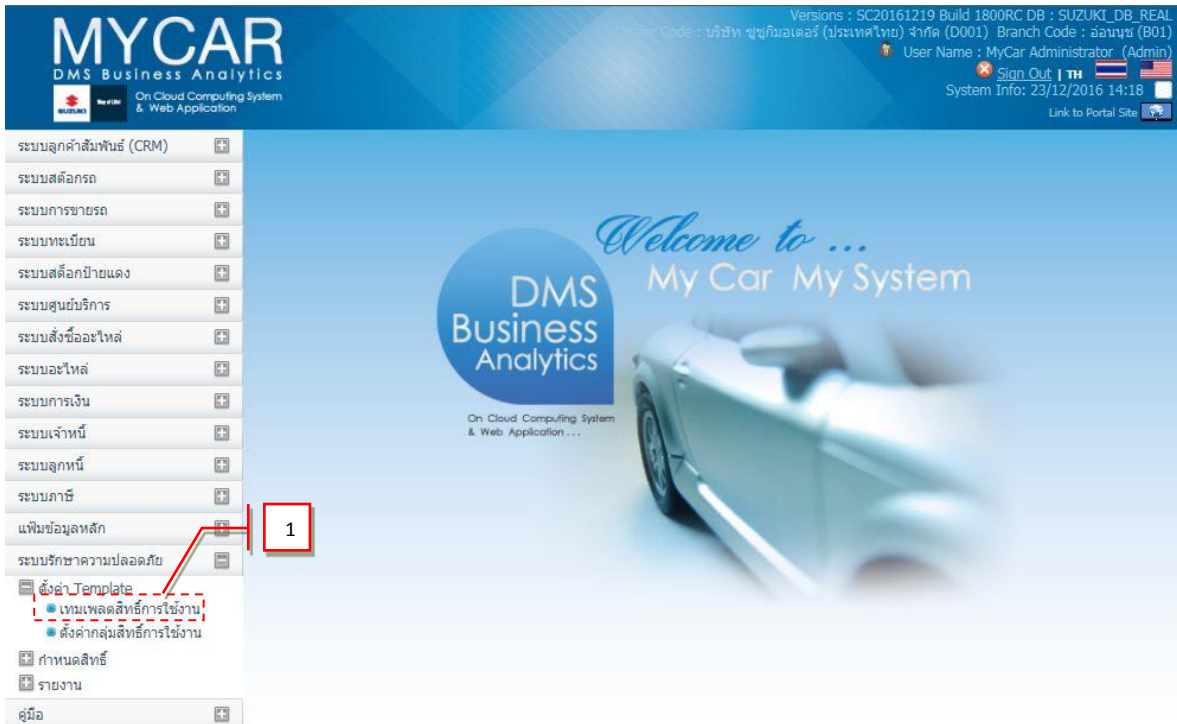 MYCAR
DMS Business Analytics
On Cloud Computing System
& Web Application
SUZUKI
Versions : SC20161219 Build 1800RC DB : SUZUKI_DB_REAL
Code : บริษัท ซูซูกิมอเตอร์ (ประเทศไทย) จำกัด (D001) Branch Code : อ่อนนุช (B01)
User Name : MyCar Administrator (Admin)
Sign Out | TH
System Info: 23/12/2016 14:18
Link to Portal Site
ระบบลูกค้าสัมพันธ์ (CRM)
ระบบสต๊อกรถ
ระบบการขายรถ
ระบบทะเบียน
ระบบสต็อกป้ายแดง
ระบบศูนย์บริการ
ระบบสั่งซื้ออะไหล่
ระบบอะไหล่
ระบบการเงิน
ระบบเจ้าหนี้
ระบบลูกหนี้
ระบบภาษี
แฟ้มข้อมูลหลัก
ระบบรักษาความปลอดภัย
ตั้งค่า Template
เทมเพลตสิทธิ์การใช้งาน
ตั้งค่ากลุ่มสิทธิ์การใช้งาน
กำหนดสิทธิ์
รายงาน
คู่มือ
1
Welcome to ...
My Car My System
DMS
Business
Analytics
On Cloud Computing System
& Web Application ...